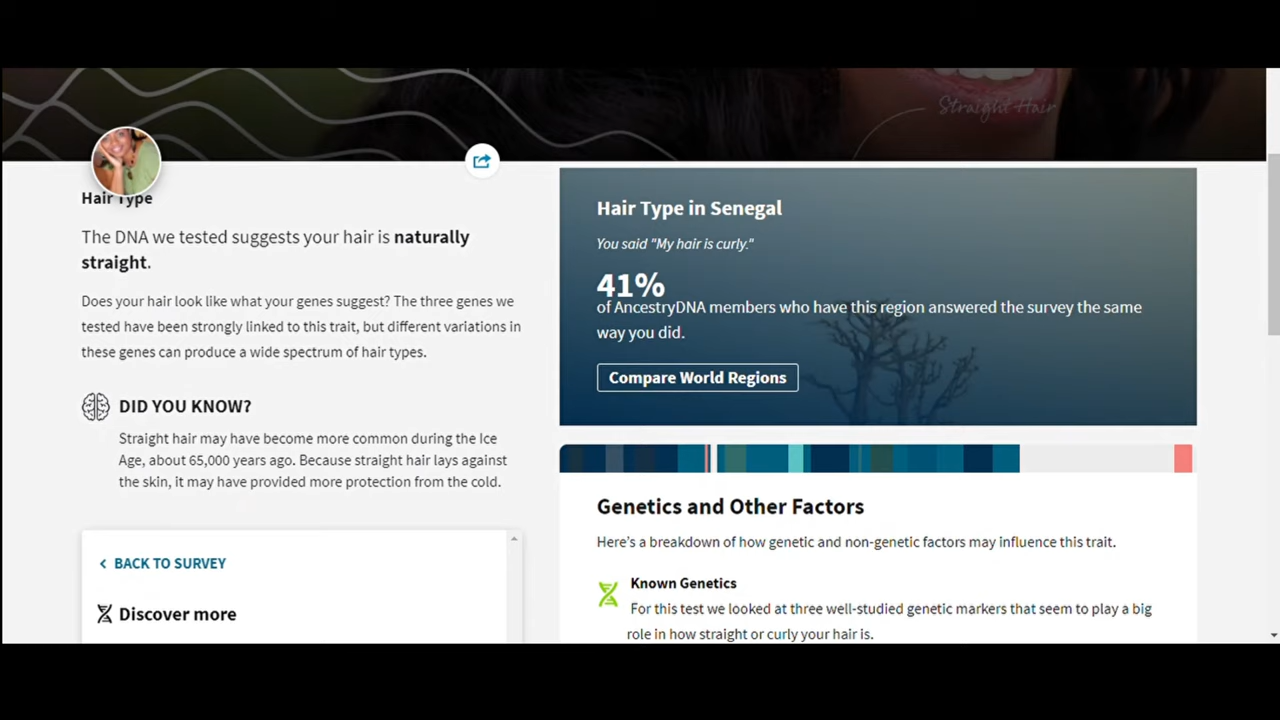 Straight Hair
Hair Type
The DNA we tested suggests your hair is naturally
straight.
Does your hair look like what your genes suggest? The three genes we
tested have been strongly linked to this trait, but different variations in
these genes can produce a wide spectrum of hair types.
DID YOU KNOW?
Straight hair may have become more common during the Ice
Age, about 65,000 years ago. Because straight hair lays against
the skin, it may have provided more protection from the cold.
BACK TO SURVEY
Discover more
Hair Type in Senegal
You said "My hair is curly."
41%
of AncestryDNA members who have this region answered the survey the same
way you did.
Compare World Regions
Genetics and Other Factors
Here's a breakdown of how genetic and non-genetic factors may influence this trait.
Known Genetics
For this test we looked at three well-studied genetic markers that seem to play a big
role in how straight or curly your hair is.